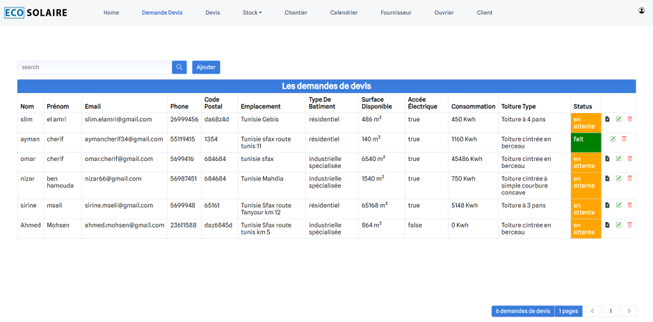 ECO SOLAIRE Home Demande Devis Devis Stock Chantier Calendrier Fournisseur Ouvrier Client
search Ajouter
Les demandes de devis
Nom Prénom Email Phone Code Postal Emplacement Type De Batiment Surface Disponible Accée Électrique Consommation Toiture Type Status
slim el amri slim.elamri@gmail.com 26999456 da68z4d Tunisie Gebis résidentiel 486 m² true 450 Kwh Toiture à 4 pans en attente
ayman cherif aymancherif34@gmail.com 55119415 1354 Tunisie sfax route tunis 11 résidentiel 140 m² true 1160 Kwh Toiture cintrée en berceau fait
omar cherif omar.cherif@gmail.com 5699416 684684 tunisie sfax industrielle spécialisée 6540 m² true 45486 Kwh Toiture cintrée en berceau en attente
nizar ben hamouda nizar66@gmail.com 56987451 684684 Tunisie Mahdia industrielle spécialisée 1540 m² true 750 Kwh Toiture cintrée à simple courbure concave en attente
sirine mseli sirine.mseli@gmail.com 5699948 65161 Tunisie Sfax route Tanyour km 12 résidentiel 65168 m² true 5148 Kwh Toiture à 3 pans en attente
Ahmed Mohsen ahmed.mohsen@gmail.com 23611588 daz6845d Tunisie Sfax route tunis km 5 industrielle spécialisée 864 m² false 0 Kwh Toiture cintrée en berceau en attente
6 demandes de devis 1 pages 1